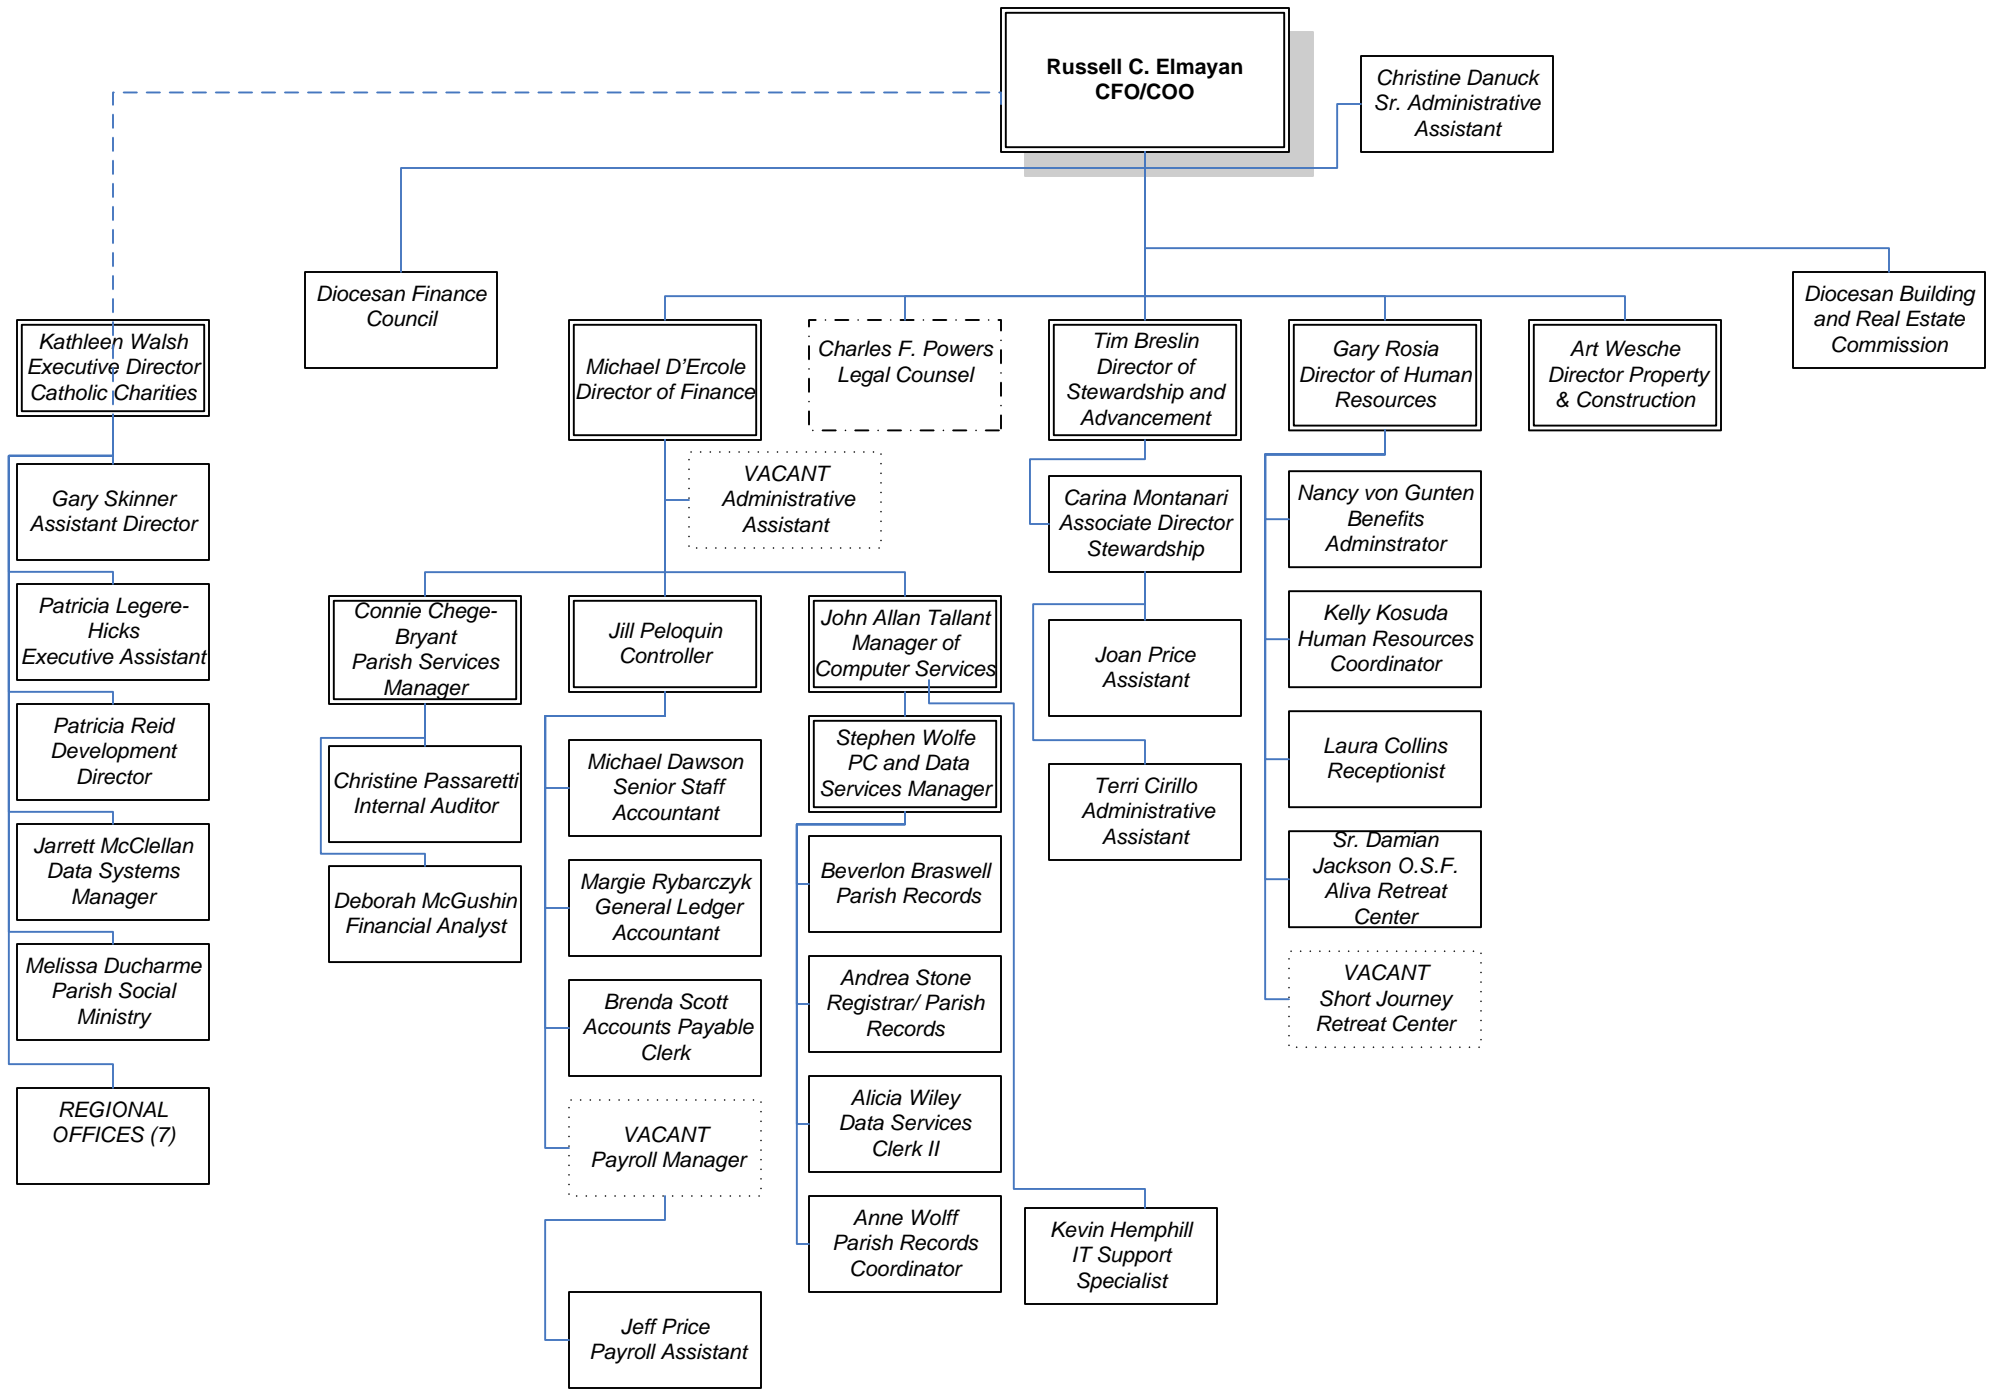 Russell C. Elmayan
CFO/COO
Christine Danuck
Sr. Administrative
Assistant
Diocesan Finance
Council
Diocesan Building
and Real Estate
Commission
Kathleen Walsh
Executive Director
Catholic Charities
Michael D'Ercole
Director of Finance
Charles F. Powers
Legal Counsel
Tim Breslin
Director of
Stewardship and
Advancement
Gary Rosia
Director of Human
Resources
Art Wesche
Director Property
& Construction
Gary Skinner
Assistant Director
Patricia Legere-
Hicks
Executive Assistant
Patricia Reid
Development
Director
Jarrett McClellan
Data Systems
Manager
Melissa Ducharme
Parish Social
Ministry
REGIONAL
OFFICES (7)
VACANT
Administrative
Assistant
Connie Chege-
Bryant
Parish Services
Manager
Christine Passaretti
Internal Auditor
Deborah McGushin
Financial Analyst
Jill Peloquin
Controller
Michael Dawson
Senior Staff
Accountant
Margie Rybarczyk
General Ledger
Accountant
Brenda Scott
Accounts Payable
Clerk
VACANT
Payroll Manager
Jeff Price
Payroll Assistant
John Allan Tallant
Manager of
Computer Services
Stephen Wolfe
PC and Data
Services Manager
Beverlon Braswell
Parish Records
Andrea Stone
Registrar/ Parish
Records
Alicia Wiley
Data Services
Clerk II
Anne Wolff
Parish Records
Coordinator
Kevin Hemphill
IT Support
Specialist
Carina Montanari
Associate Director
Stewardship
Joan Price
Assistant
Terri Cirillo
Administrative
Assistant
Nancy von Gunten
Benefits
Adminstrator
Kelly Kosuda
Human Resources
Coordinator
Laura Collins
Receptionist
Sr. Damian
Jackson O.S.F.
Aliva Retreat
Center
VACANT
Short Journey
Retreat Center